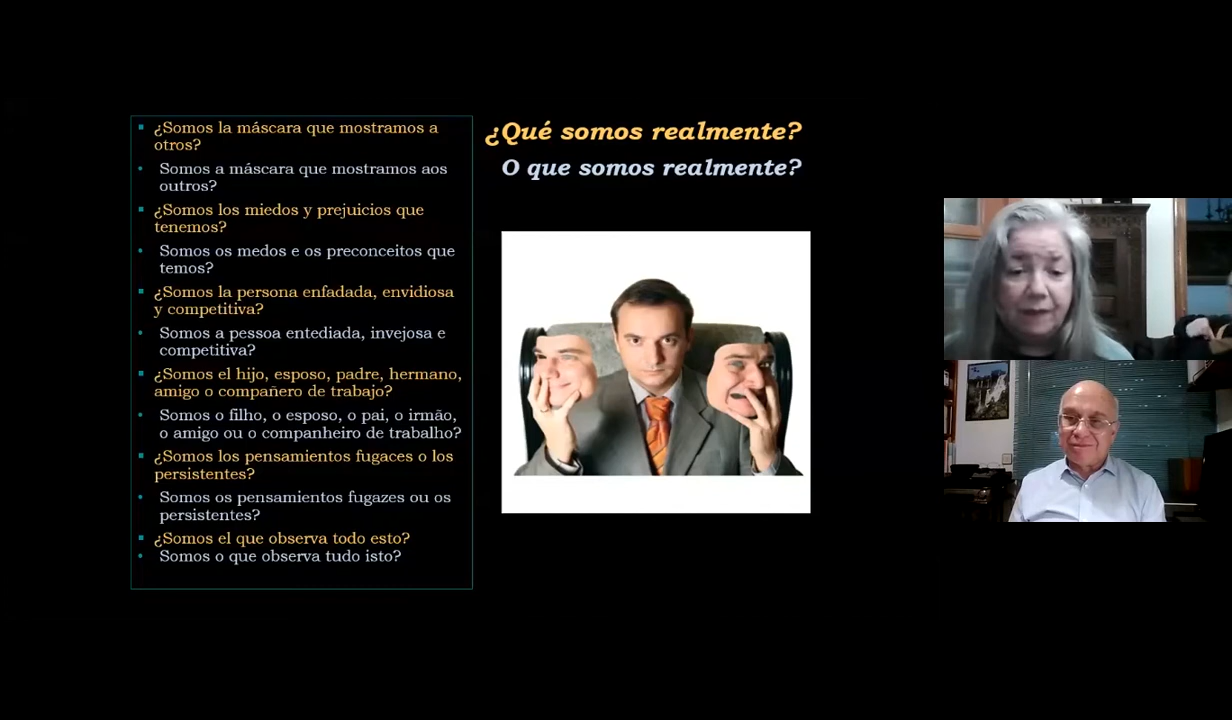 ¿Somos la máscara que mostramos a
otros?
Somos a máscara que mostramos aos
outros?
¿Somos los miedos y prejuicios que
tenemos?
Somos os medos e os preconceitos que
temos?
¿Somos la persona enfadada, envidiosa
y competitiva?
Somos a pessoa entediada, invejosa e
competitiva?
¿Somos el hijo, esposo, padre, hermano,
amigo o compañero de trabajo?
Somos o filho, o esposo, o pai, o irmão,
o amigo ou o companheiro de trabalho?
¿Somos los pensamientos fugaces o los
persistentes?
Somos os pensamientos fugazes ou os
persistentes?
¿Somos el que observa todo esto?
Somos o que observa tudo isto?
¿Qué somos realmente?
O que somos realmente?